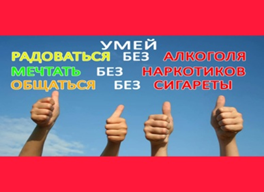 УМЕЙ
РАДОВАТЬСЯ БЕЗ АЛКОГОЛЯ
МЕЧТАТЬ БЕЗ НАРКОТИКОВ
ОБЩАТЬСЯ БЕЗ СИГАРЕТЫ